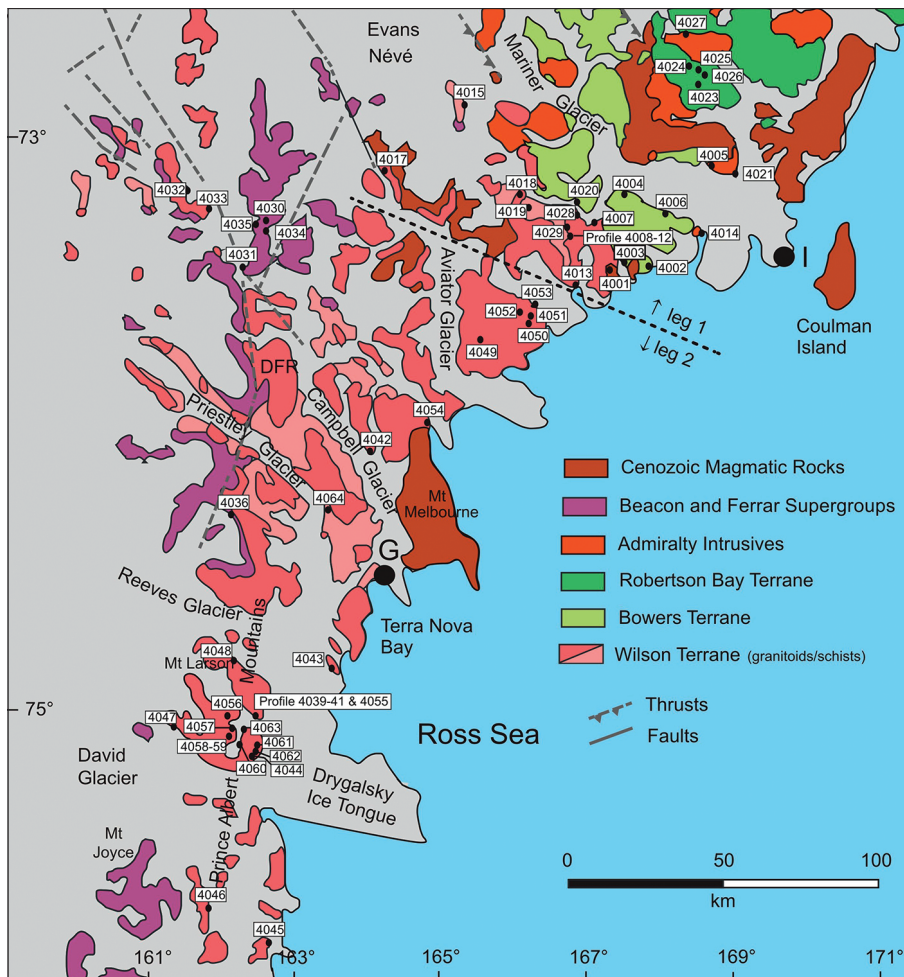 Evans
Névé
Mariner Glacier
4027
4025
4024
4026
4023
4015
73°
4017
4005
4021
4018
4020
4004
4032
4033
4019
4028
4007
4006
4030
4035
4034
4029
Profile 4008-12
4014
4031
4003
4002
I
4013
4001
Aviator Glacier
4053
4052
4051
4050
4049
↑ leg 1
↓ leg 2
Coulman
Island
DFR
Priestley Glacier
Campbell Glacier
4054
4042
4036
4064
Mt
Melbourne
G
Cenozoic Magmatic Rocks
Beacon and Ferrar Supergroups
Admiralty Intrusives
Robertson Bay Terrane
Bowers Terrane
Wilson Terrane (granitoids/schists)
Thrusts
Faults
Reeves Glacier
Terra Nova
Bay
4048
Mt Larson
4043
Prince Albert Mountains
Profile 4039-41 & 4055
4056
4047
4057
4063
4058-59
4061
4062
4060
4044
75°
Ross Sea
David
Glacier
Drygalsky
Ice Tongue
Mt
Joyce
4046
4045
0
50
100
km
161°
163°
165°
167°
169°
171°